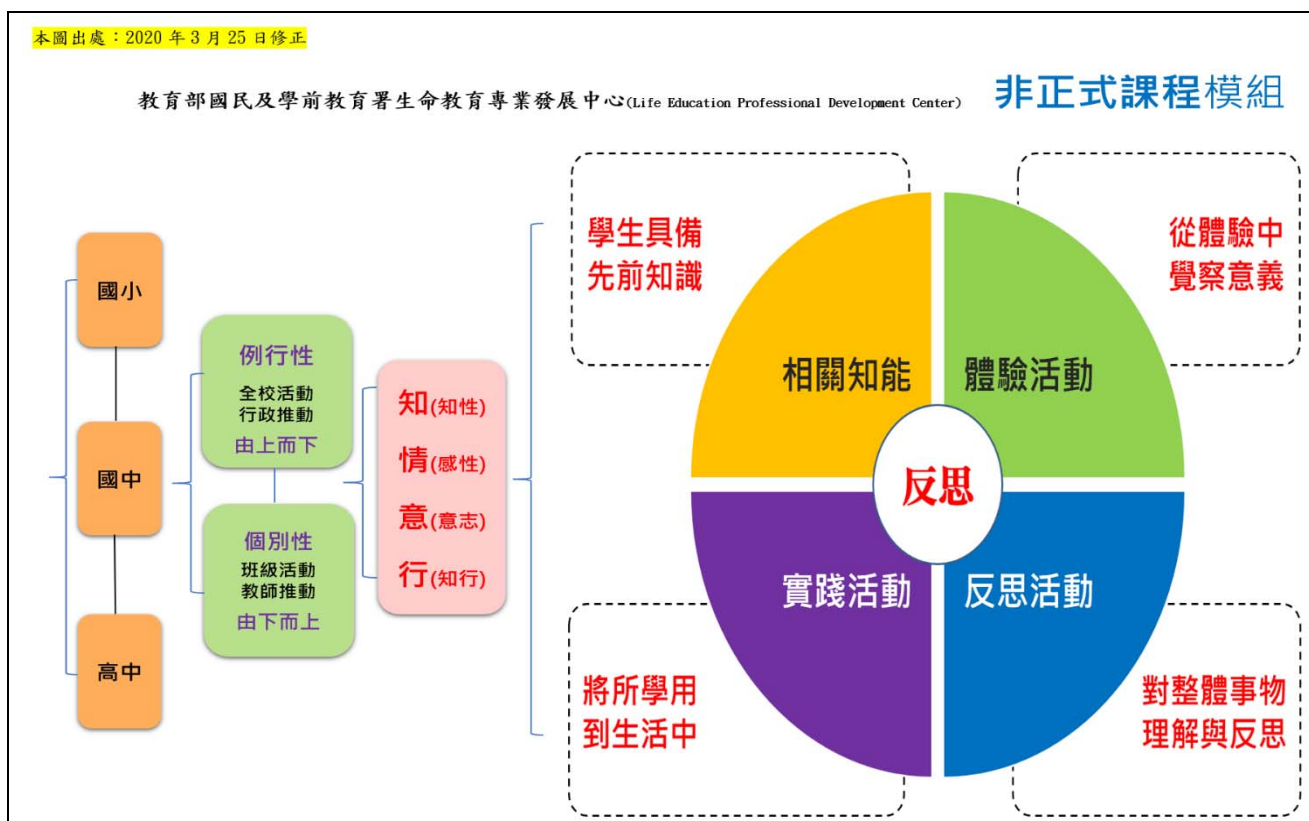 本圖出處：2020 年 3 月 25 日修正
教育部國民及學前教育署生命教育專業發展中心(Life Education Professional Development Center)
非正式課程模組
國小
國中
高中
例行性
全校活動
行政推動
由上而下
個別性
班級活動
教師推動
由下而上
知(知性)
情(感性)
意(意志)
行(知行)
學生具備
先前知識
從體驗中
覺察意義
相關知能
體驗活動
反思
實踐活動
反思活動
將所學用
到生活中
對整體事物
理解與反思